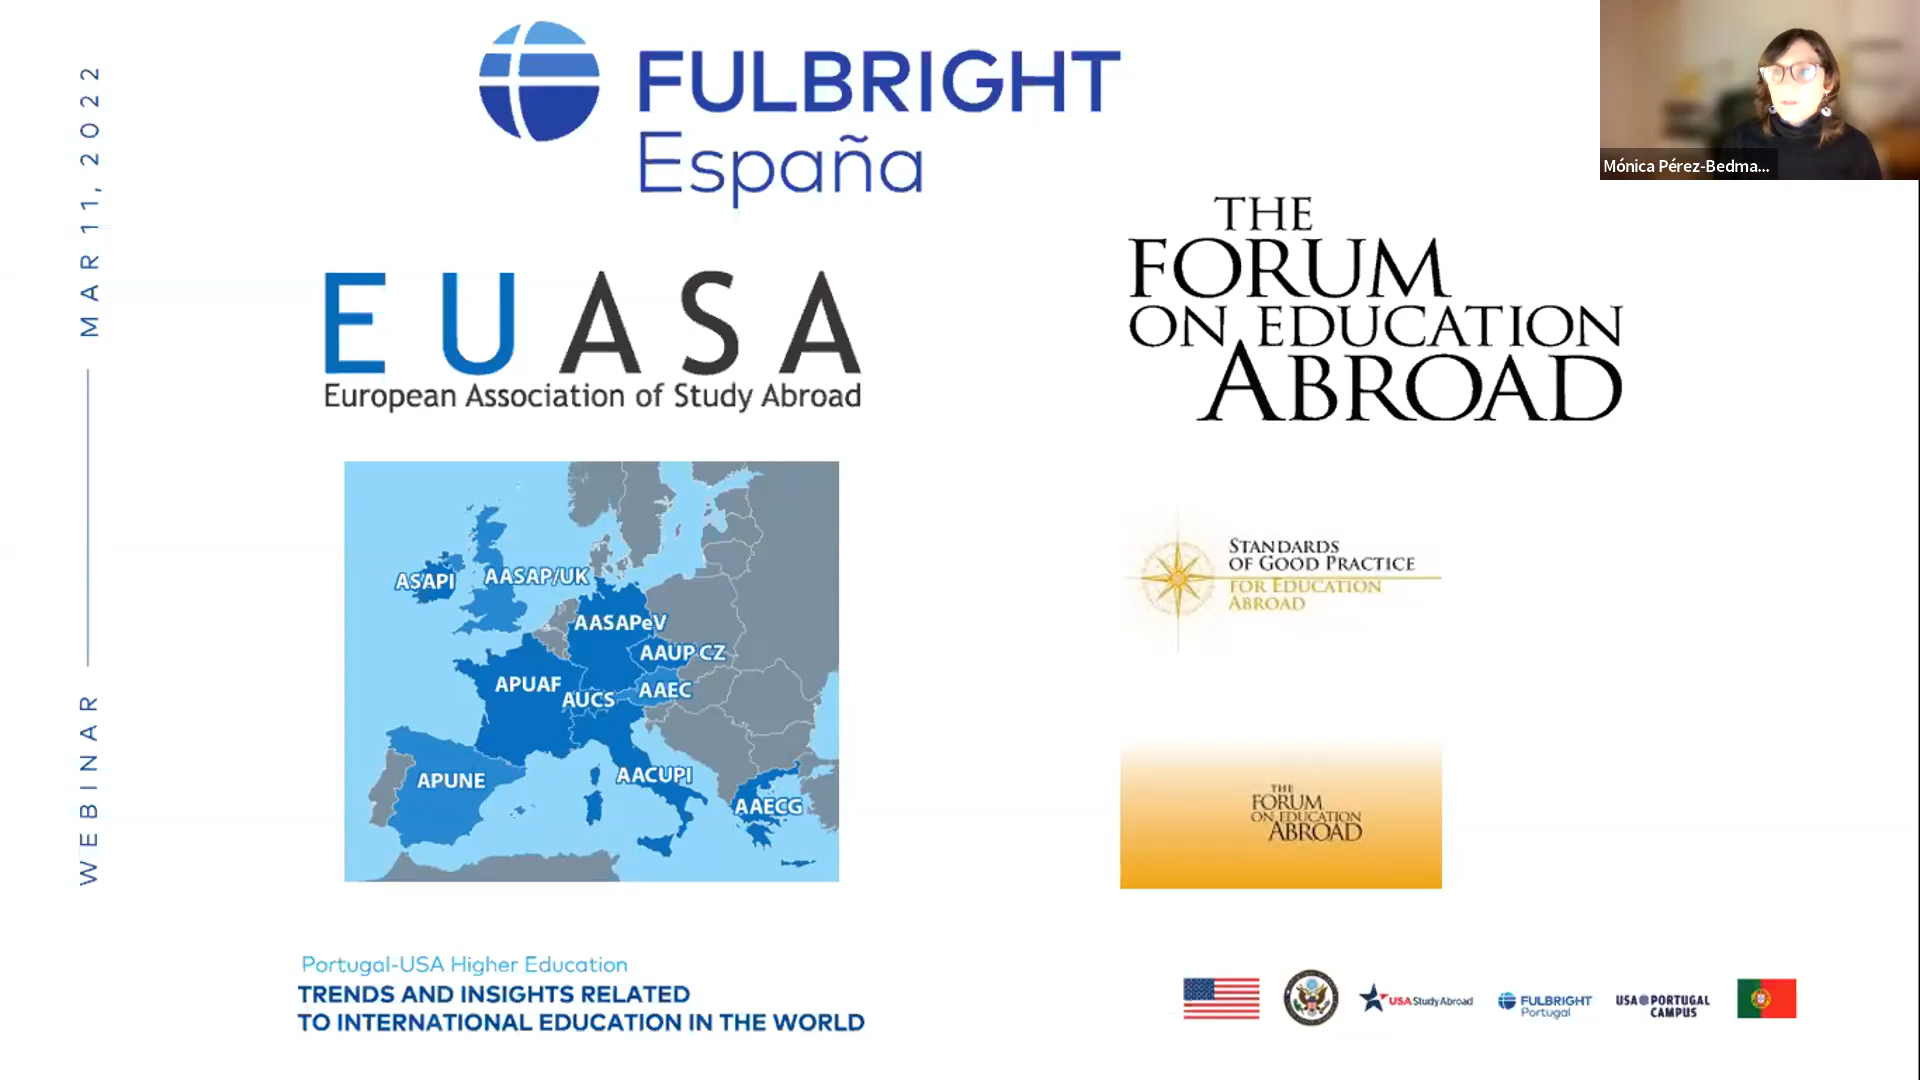 WEBINAR — MAR 11, 2022
FULBRIGHT
España
Mónica Pérez-Bedma...
EUASA
European Association of Study Abroad
THE
FORUM
ON EDUCATION
ABROAD
ASAPI
AASAP/UK
AASAPeV
AAUP CZ
APUAF
AUCS
AAEC
APUNE
AACUPI
AAECG
STANDARDS
OF GOOD PRACTICE
FOR EDUCATION
ABROAD
THE
FORUM
ON EDUCATION
ABROAD
Portugal-USA Higher Education
TRENDS AND INSIGHTS RELATED
TO INTERNATIONAL EDUCATION IN THE WORLD
USA StudyAbroad
FULBRIGHT
Portugal
USA PORTUGAL
CAMPUS